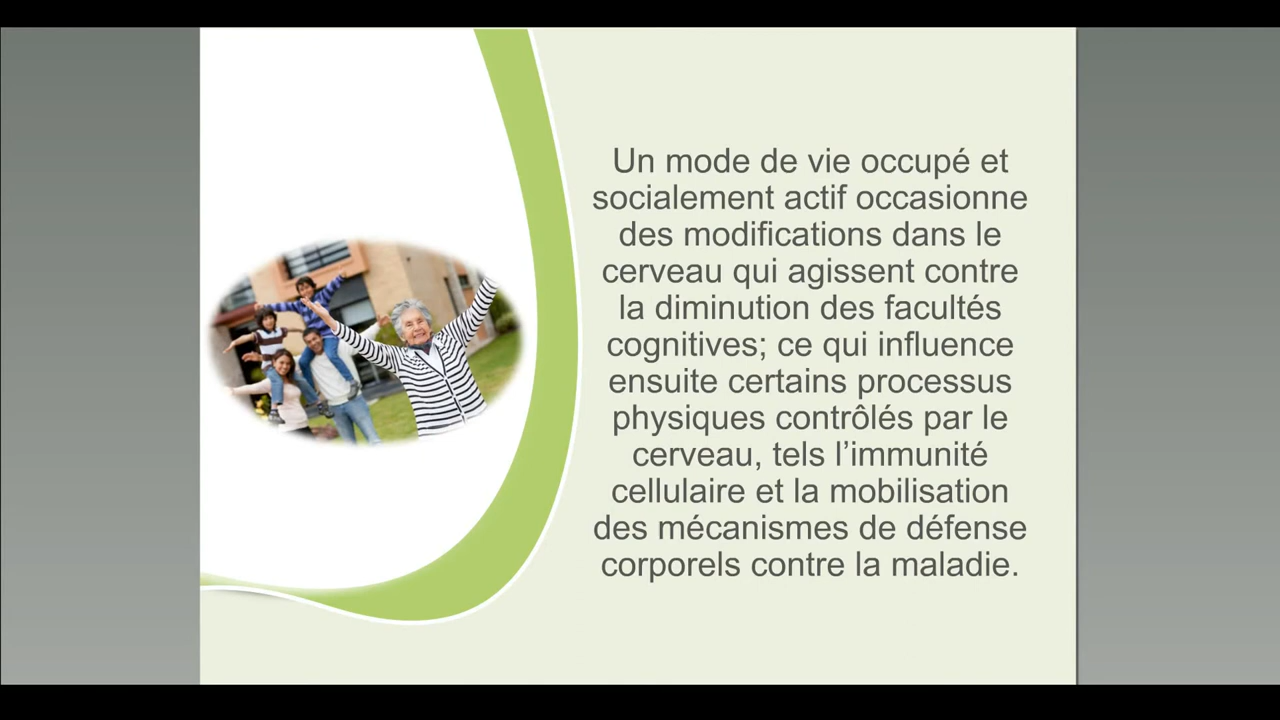 Un mode de vie occupé et
socialement actif occasionne
des modifications dans le
cerveau qui agissent contre
la diminution des facultés
cognitives; ce qui influence
ensuite certains processus
physiques contrôlés par le
cerveau, tels l’immunité
cellulaire et la mobilisation
des mécanismes de défense
corporels contre la maladie.